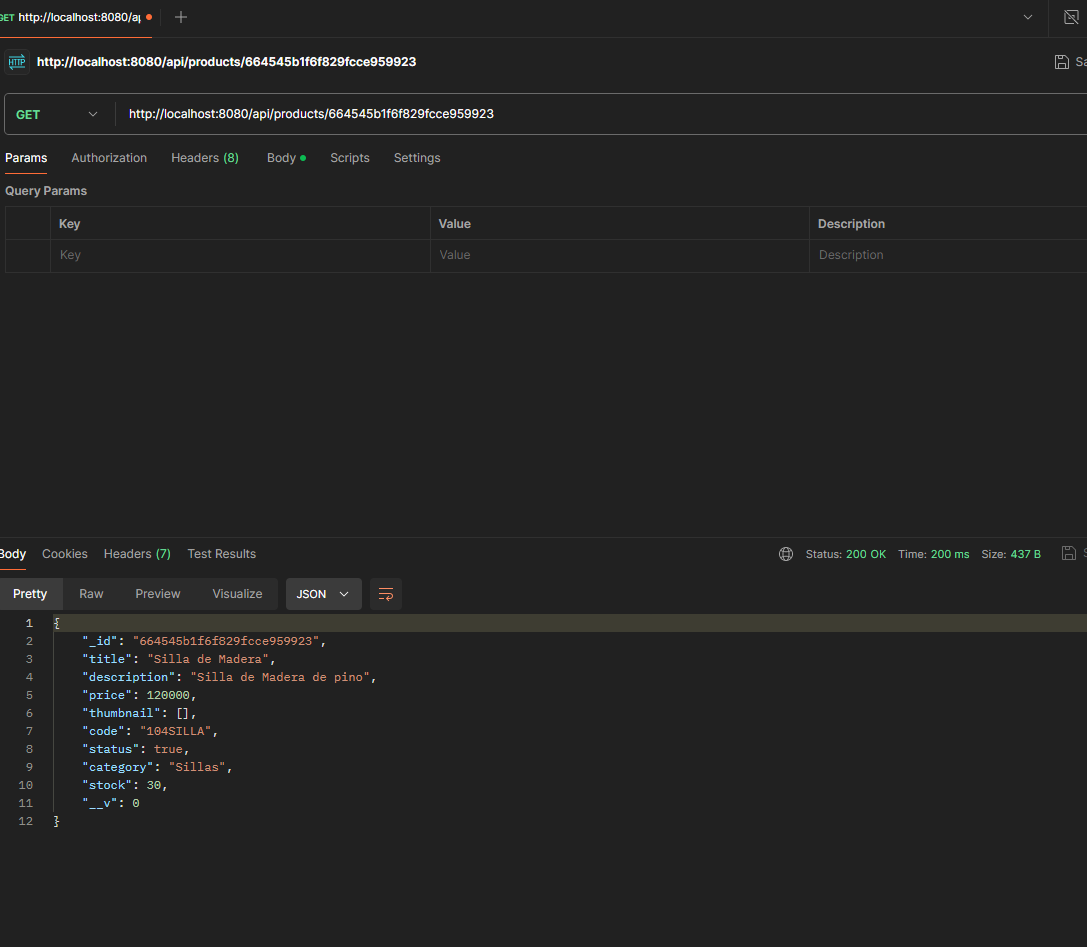 GET http://localhost:8080/ap
HTTP http://localhost:8080/api/products/664545b1f6f829fcce959923 Sa
GET http://localhost:8080/api/products/664545b1f6f829fcce959923
Params Authorization Headers (8) Body Scripts Settings
Query Params
Key Value Description
Key Value Description
Body Cookies Headers (7) Test Results Status: 200 OK Time: 200 ms Size: 437 B
Pretty Raw Preview Visualize JSON
1 {
2 "_id": "664545b1f6f829fcce959923",
3 "title": "Silla de Madera",
4 "description": "Silla de Madera de pino",
5 "price": 120000,
6 "thumbnail": [],
7 "code": "104SILLA",
8 "status": true,
9 "category": "Sillas",
10 "stock": 30,
11 "__v": 0
12 }